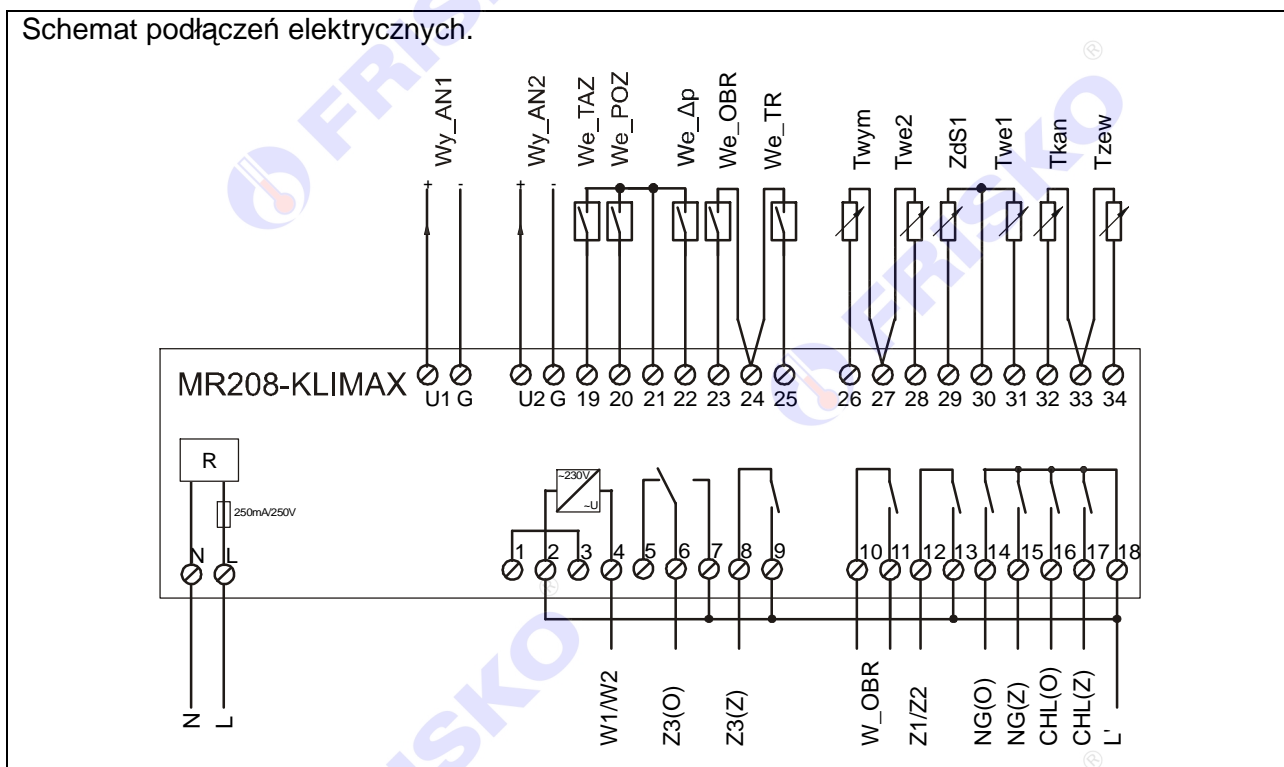 Schemat podłączeń elektrycznych.
Wy_AN1
Wy_AN2
We_TAZ
We_POZ
We_Δp
We_OBR
We_TR
Twym
Twe2
ZdS1
Twe1
Tkan
Tzew
+ - + -
MR208-KLIMAX
U1 G U2 G 19 20 21 22 23 24 25 26 27 28 29 30 31 32 33 34
R
250mA/250V
~230V
~U
N L 1 2 3 4 5 6 7 8 9 10 11 12 13 14 15 16 17 18
N
L
W1/W2
Z3(O)
Z3(Z)
W_OBR
Z1/Z2
NG(O)
NG(Z)
CHL(O)
CHL(Z)
L'
FRISKO
®
FRISKO
®
FRISKO
®